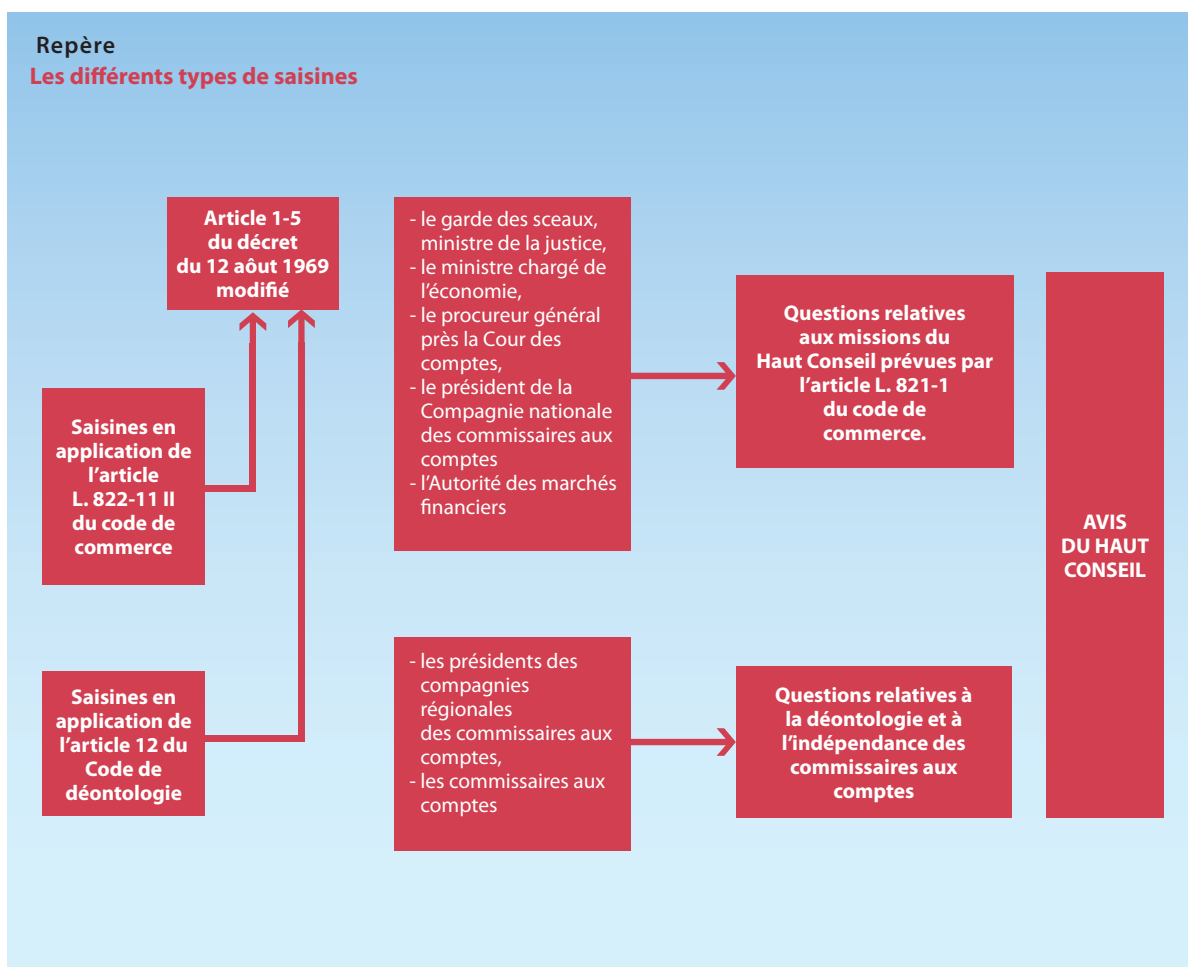 Repère
Les différents types de saisines
Article 1-5
du décret
du 12 aôut 1969
modifié
Saisines en
application de
l'article
L. 822-11 II
du code de
commerce
Saisines en
application de
l'article 12 du
Code de
déontologie
- le garde des sceaux,
ministre de la justice,
- le ministre chargé de
l'économie,
- le procureur général
près la Cour des
comptes,
- le président de la
Compagnie nationale
des commissaires aux
comptes
- l'Autorité des marchés
financiers
- les présidents des
compagnies
régionales
des commissaires aux
comptes,
- les commissaires aux
comptes
Questions relatives
aux missions du
Haut Conseil prévues par
l'article L. 821-1
du code de
commerce.
Questions relatives à
la déontologie et à
l'indépendance des
commissaires aux
comptes
AVIS
DU HAUT
CONSEIL